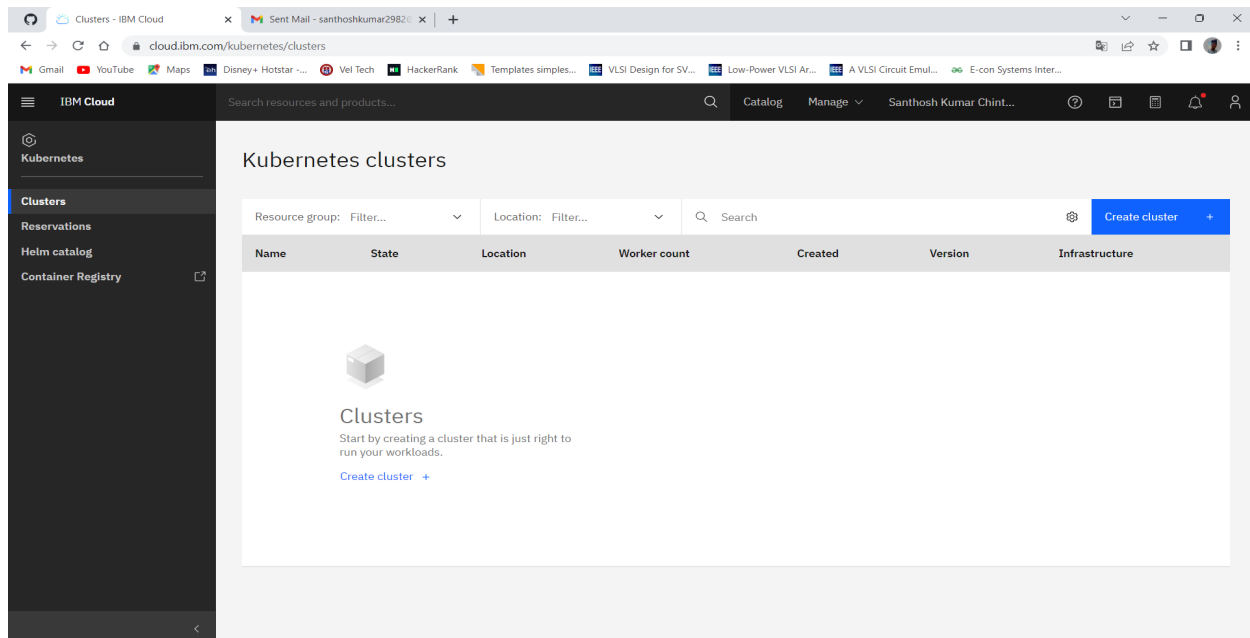 Clusters - IBM Cloud
Sent Mail - santhoshkumar2982
cloud.ibm.com/kubernetes/clusters
Gmail YouTube Maps Disney+ Hotstar -... Vel Tech HackerRank Templates simples... IEEE VLSI Design for SV... IEEE Low-Power VLSI Ar... IEEE A VLSI Circuit Emul... E-con Systems Inter...
IBM Cloud Search resources and products... Catalog Manage Santhosh Kumar Chint...
Kubernetes
Clusters
Reservations
Helm catalog
Container Registry
Kubernetes clusters
Resource group: Filter... Location: Filter... Search Create cluster +
Name State Location Worker count Created Version Infrastructure
Clusters
Start by creating a cluster that is just right to
run your workloads.
Create cluster +